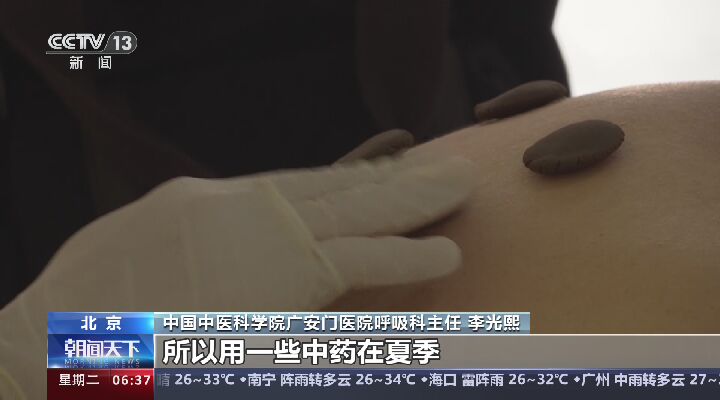 CCTV 13
新闻
北京
中国中医科学院广安门医院呼吸科主任 李光熙
朝闻天下
MORNING NEWS
所以用一些中药在夏季
星期二 06:37 晴 26~33℃ 南宁 阵雨转多云 26~34℃ 海口 雷阵雨 26~32℃ 广州 中雨转多云 27~